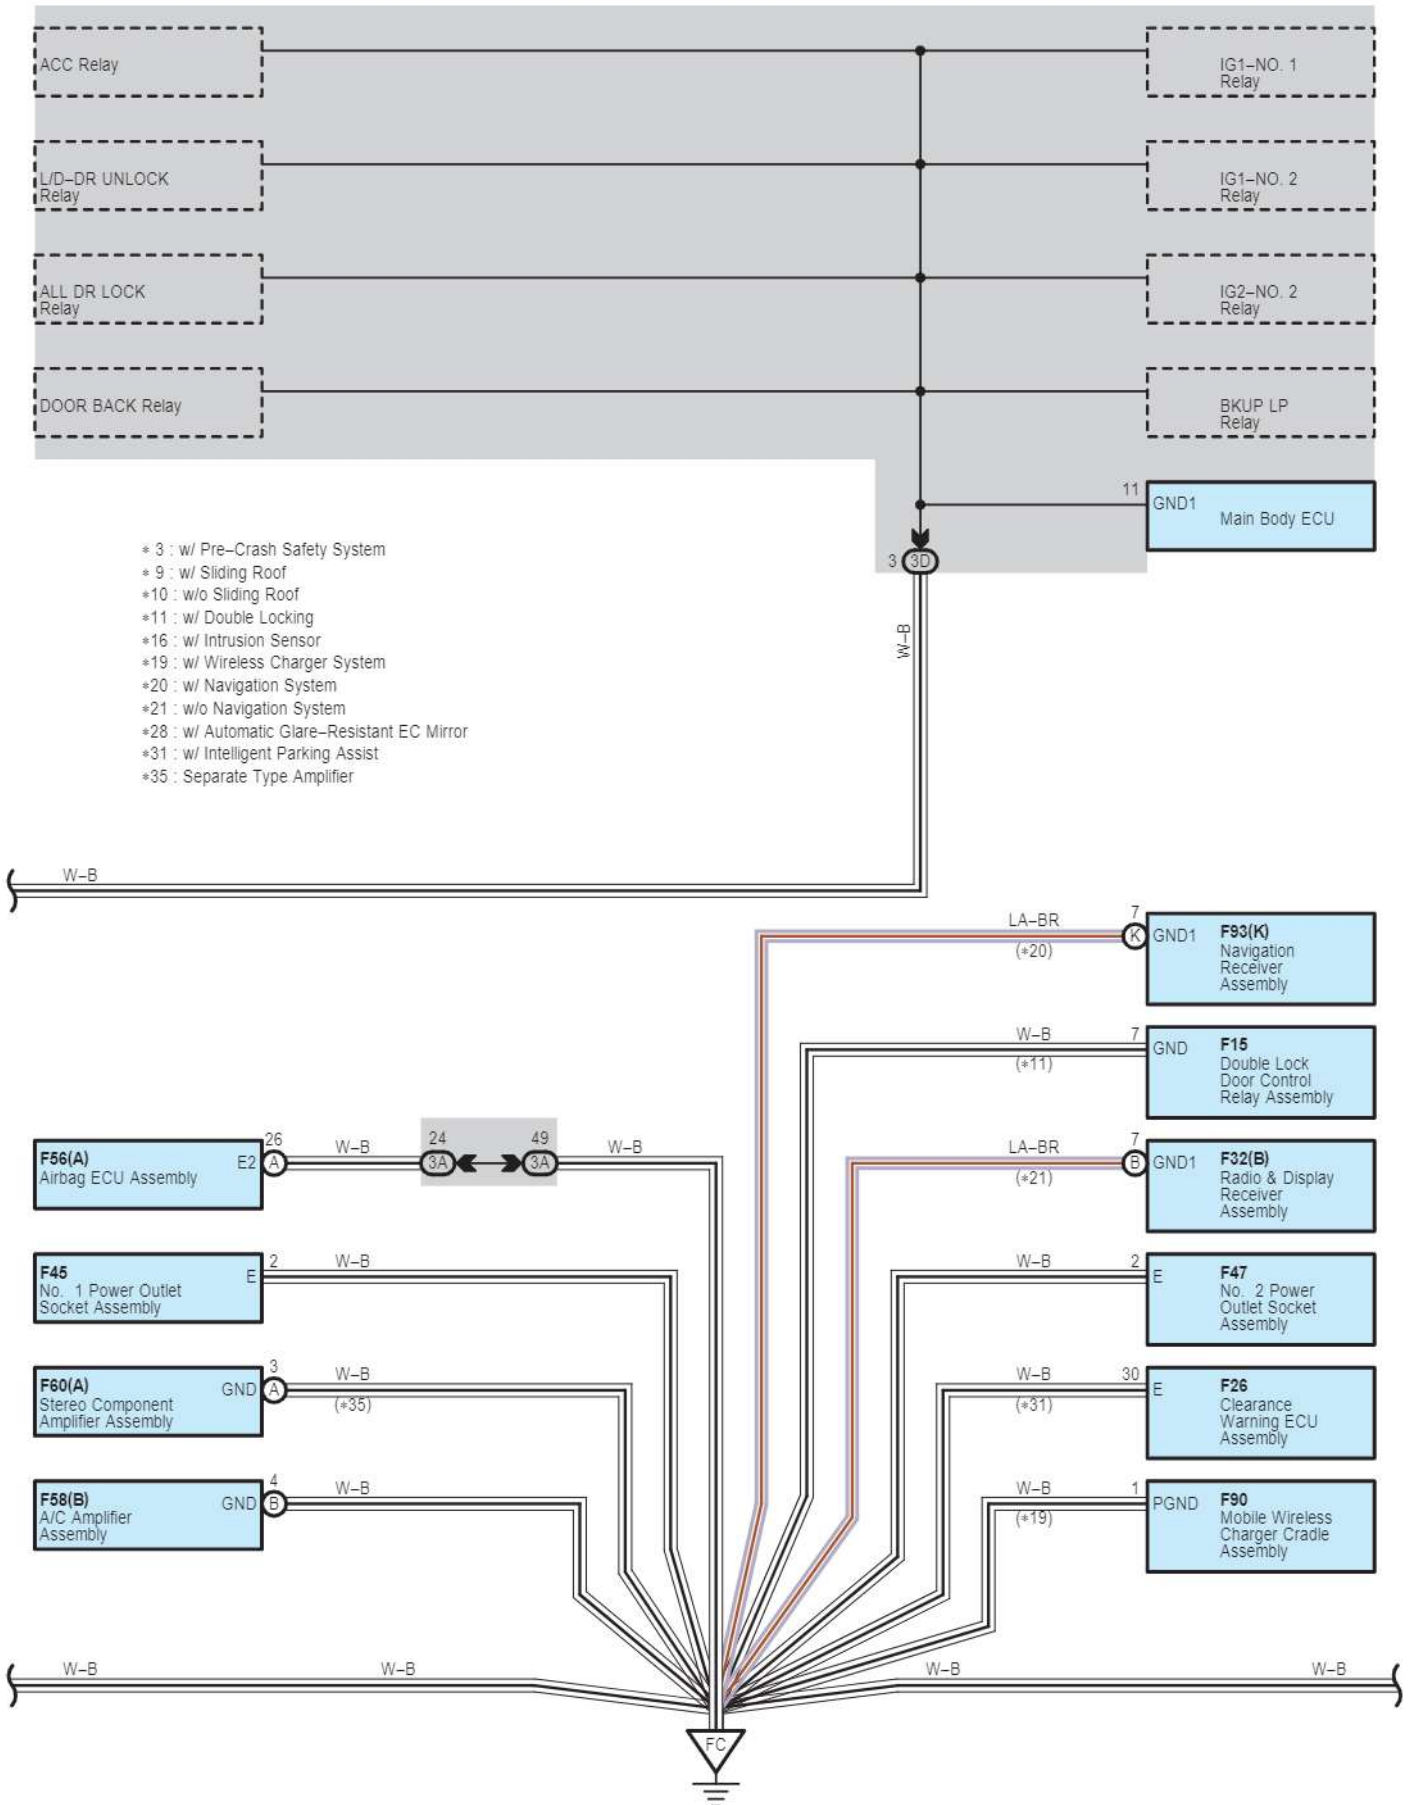 ACC Relay
IG1–NO. 1
Relay
L/D–DR UNLOCK
Relay
IG1–NO. 2
Relay
ALL DR LOCK
Relay
IG2–NO. 2
Relay
DOOR BACK Relay
BKUP LP
Relay
11
GND1
Main Body ECU
3
3D
W–B
* 3 : w/ Pre–Crash Safety System
* 9 : w/ Sliding Roof
*10 : w/o Sliding Roof
*11 : w/ Double Locking
*16 : w/ Intrusion Sensor
*19 : w/ Wireless Charger System
*20 : w/ Navigation System
*21 : w/o Navigation System
*28 : w/ Automatic Glare–Resistant EC Mirror
*31 : w/ Intelligent Parking Assist
*35 : Separate Type Amplifier
W–B
LA–BR
(*20)
7
K
GND1
F93(K)
Navigation
Receiver
Assembly
W–B
(*11)
7
GND
F15
Double Lock
Door Control
Relay Assembly
F56(A)
Airbag ECU Assembly
E2
26
A
W–B
24
3A
49
3A
W–B
LA–BR
(*21)
7
B
GND1
F32(B)
Radio & Display
Receiver
Assembly
F45
No. 1 Power Outlet
Socket Assembly
E
2
W–B
W–B
2
E
F47
No. 2 Power
Outlet Socket
Assembly
F60(A)
Stereo Component
Amplifier Assembly
GND
3
A
W–B
(*35)
W–B
(*31)
30
E
F26
Clearance
Warning ECU
Assembly
F58(B)
A/C Amplifier
Assembly
GND
4
B
W–B
W–B
(*19)
1
PGND
F90
Mobile Wireless
Charger Cradle
Assembly
W–B
W–B
W–B
W–B
FC